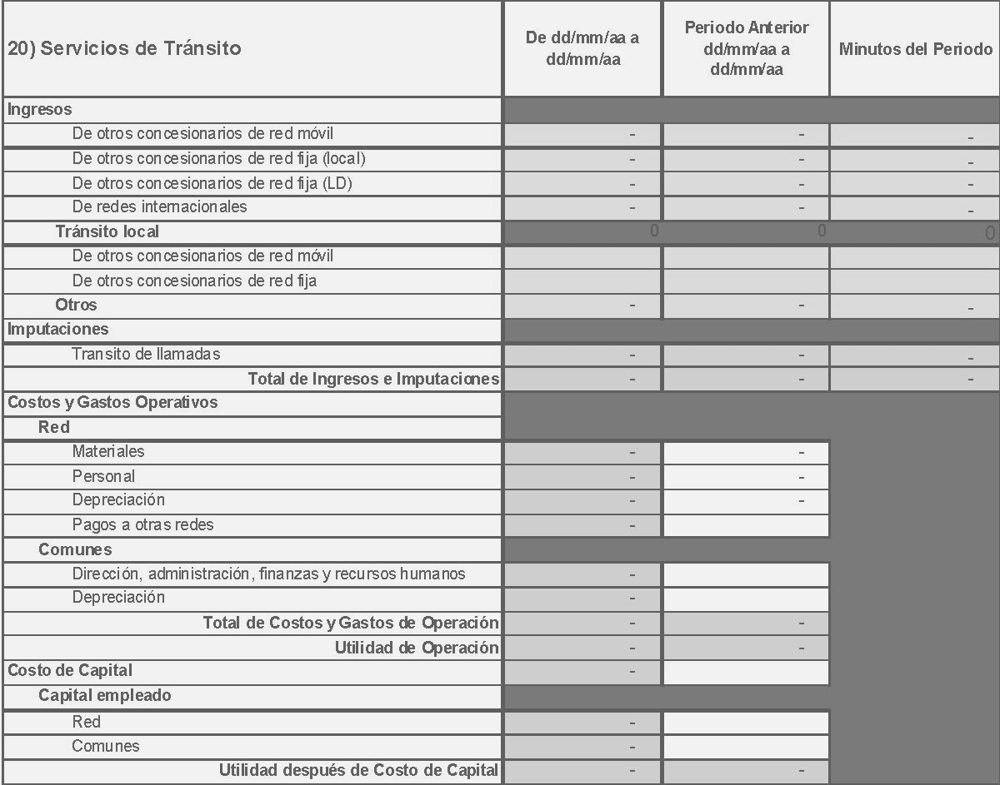 20) Servicios de Tránsito
De dd/mm/aa a
dd/mm/aa
Periodo Anterior
dd/mm/aa a
dd/mm/aa
Minutos del Periodo
Ingresos
De otros concesionarios de red móvil - - -
De otros concesionarios de red fija (local) - - -
De otros concesionarios de red fija (LD) - - -
De redes internacionales - - -
Tránsito local 0 0 0
De otros concesionarios de red móvil
De otros concesionarios de red fija
Otros - - -
Imputaciones
Transito de llamadas - - -
Total de Ingresos e Imputaciones - - -
Costos y Gastos Operativos
Red
Materiales - -
Personal - -
Depreciación - -
Pagos a otras redes -
Comunes
Dirección, administración, finanzas y recursos humanos -
Depreciación -
Total de Costos y Gastos de Operación - -
Utilidad de Operación - -
Costo de Capital -
Capital empleado
Red -
Comunes -
Utilidad después de Costo de Capital - -